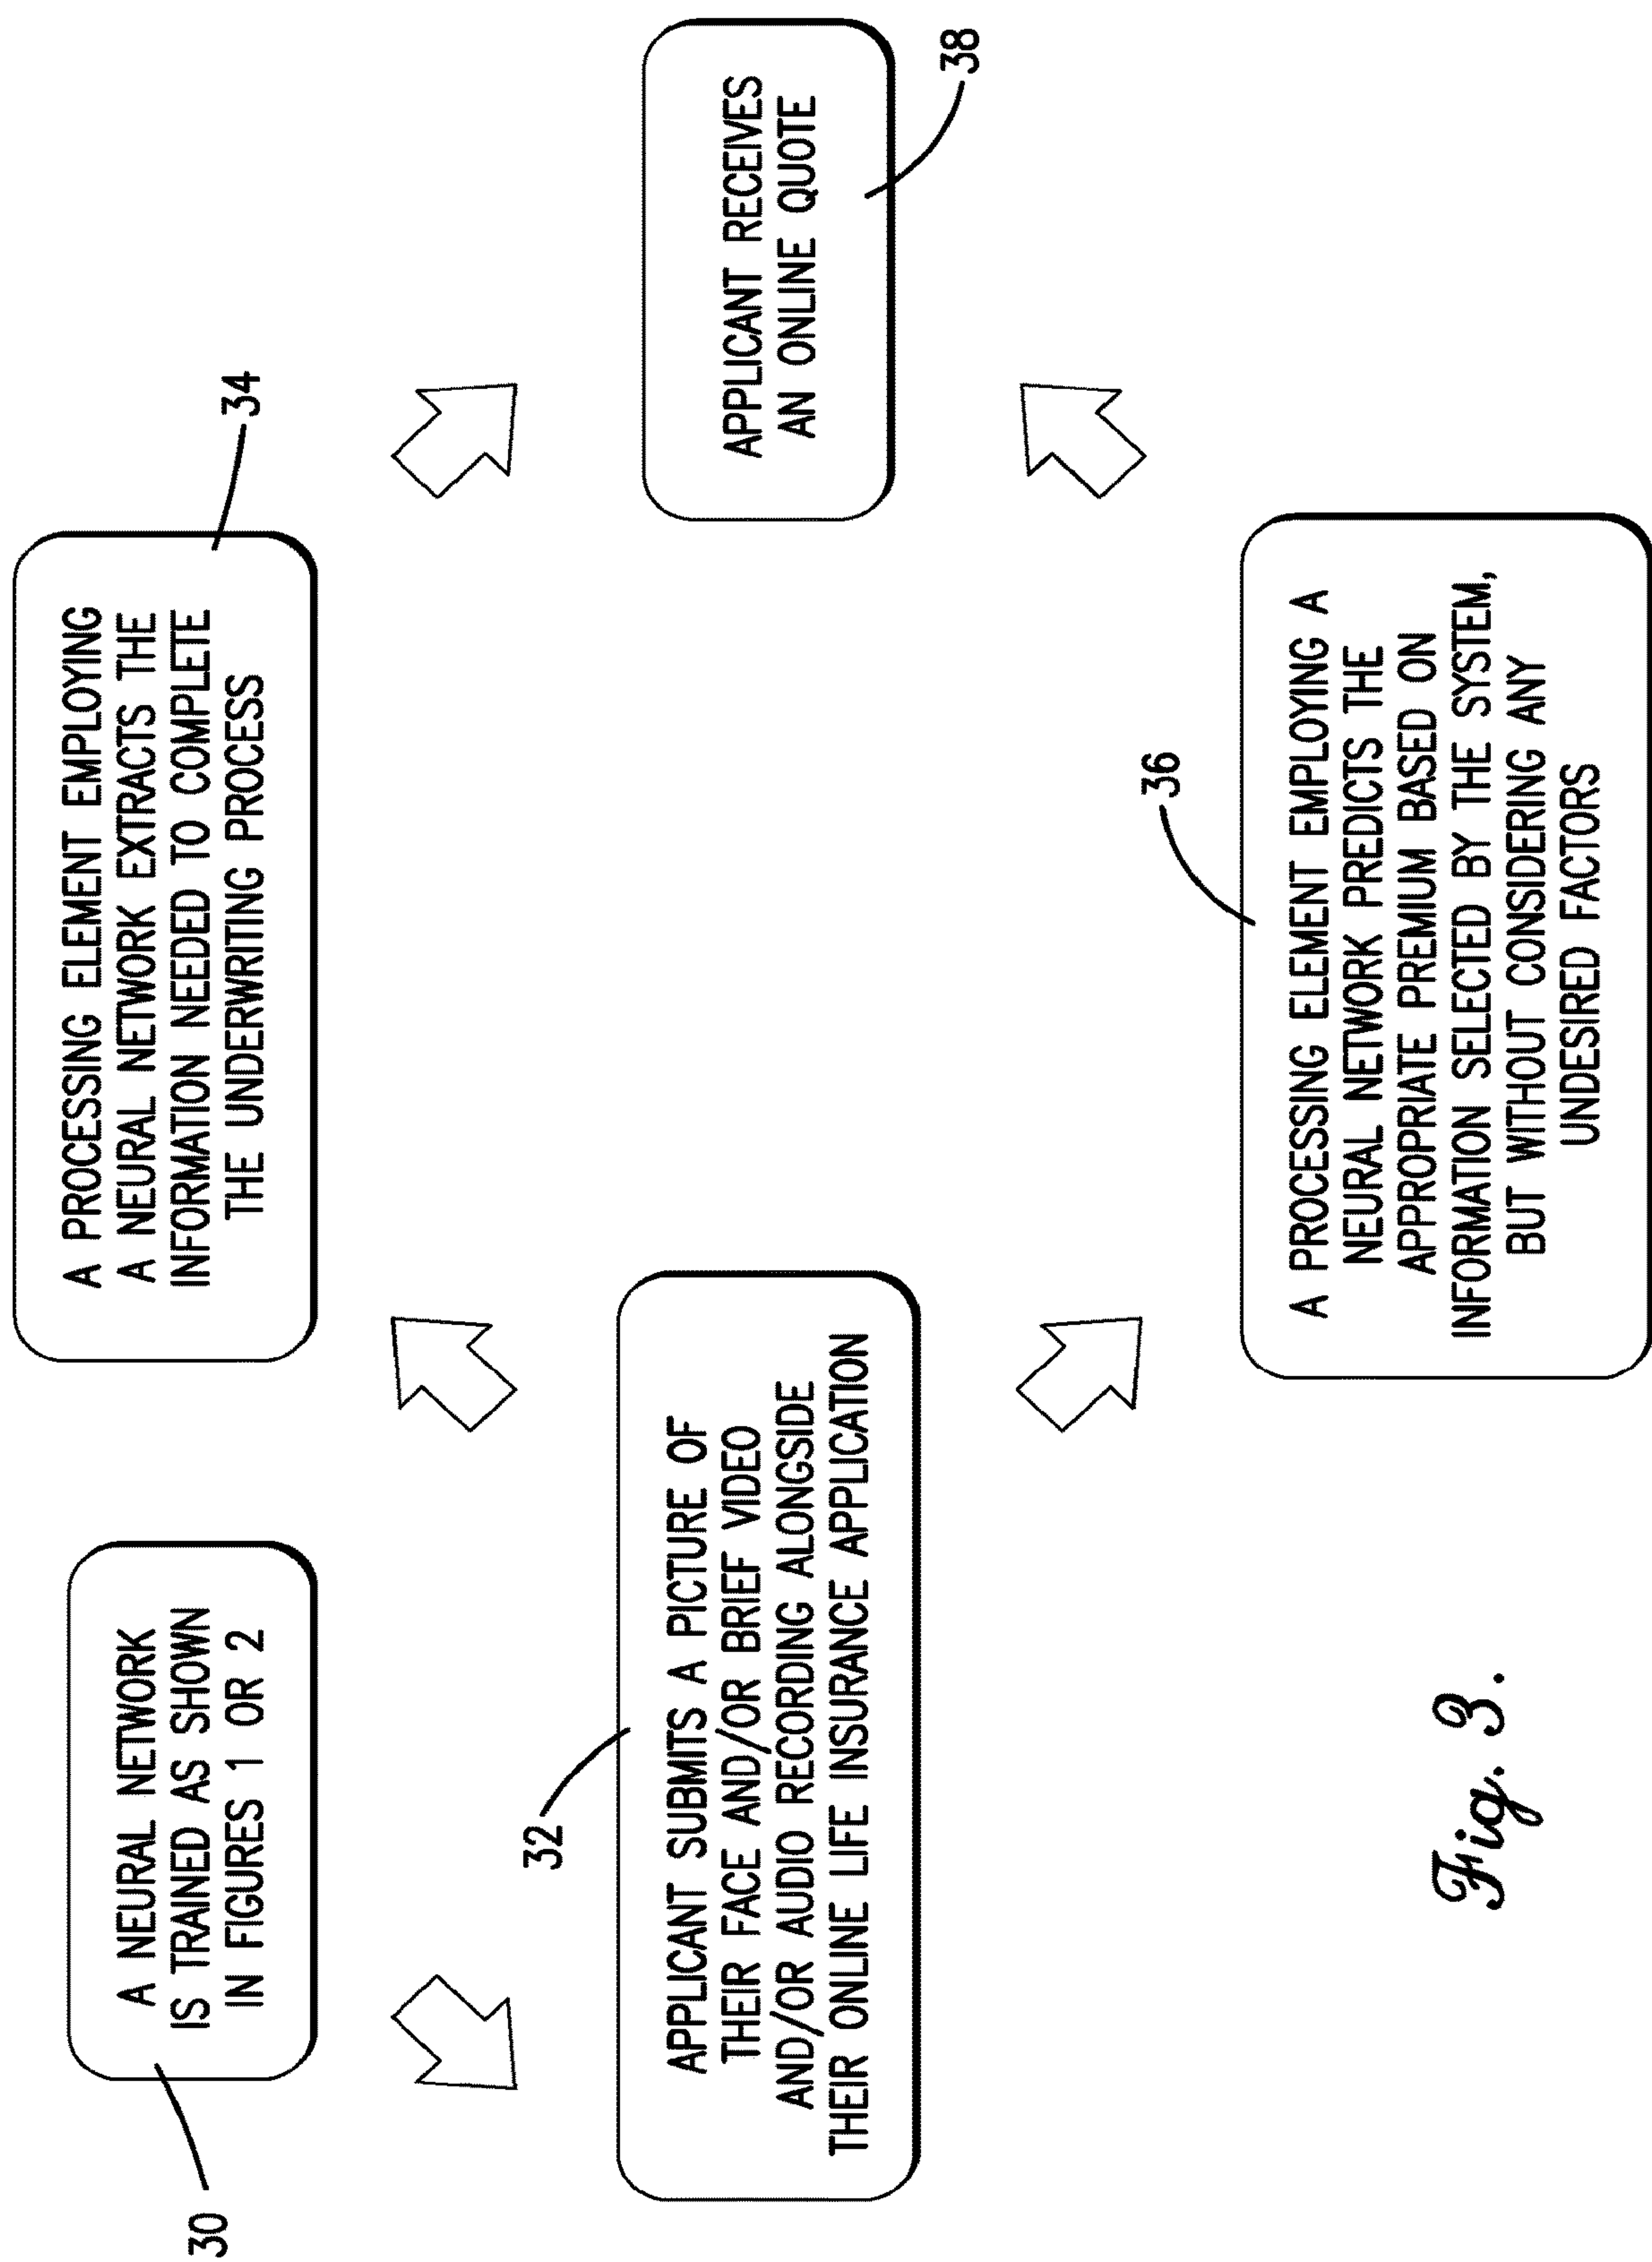 30
A NEURAL NETWORK
IS TRAINED AS SHOWN
IN FIGURES 1 OR 2
32
APPLICANT SUBMITS A PICTURE OF
THEIR FACE AND/OR BRIEF VIDEO
AND/OR AUDIO RECORDING ALONGSIDE
THEIR ONLINE LIFE INSURANCE APPLICATION
34
A PROCESSING ELEMENT EMPLOYING
A NEURAL NETWORK EXTRACTS THE
INFORMATION NEEDED TO COMPLETE
THE UNDERWRITING PROCESS
36
A PROCESSING ELEMENT EMPLOYING A
NEURAL NETWORK PREDICTS THE
APPROPRIATE PREMIUM BASED ON
INFORMATION SELECTED BY THE SYSTEM,
BUT WITHOUT CONSIDERING ANY
UNDESIRED FACTORS
38
APPLICANT RECEIVES
AN ONLINE QUOTE
Fig. 3.